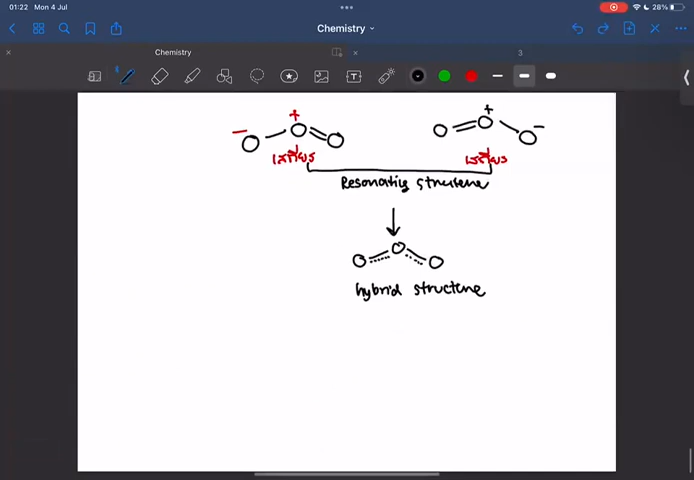 01:22 Mon 4 Jul
28%
Chemistry
Chemistry
3
− + +
O O O O O O −
Resonating structure
O O O
hybrid structure